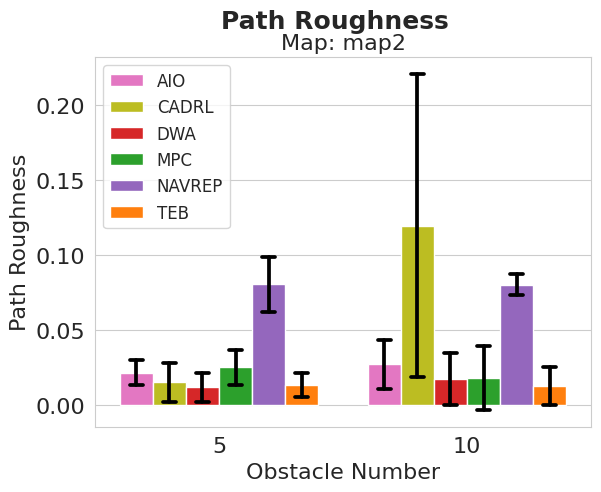 Path Roughness
Map: map2
AIO
CADRL
DWA
MPC
NAVREP
TEB
0.20
0.15
0.10
0.05
0.00
Path Roughness
5
10
Obstacle Number